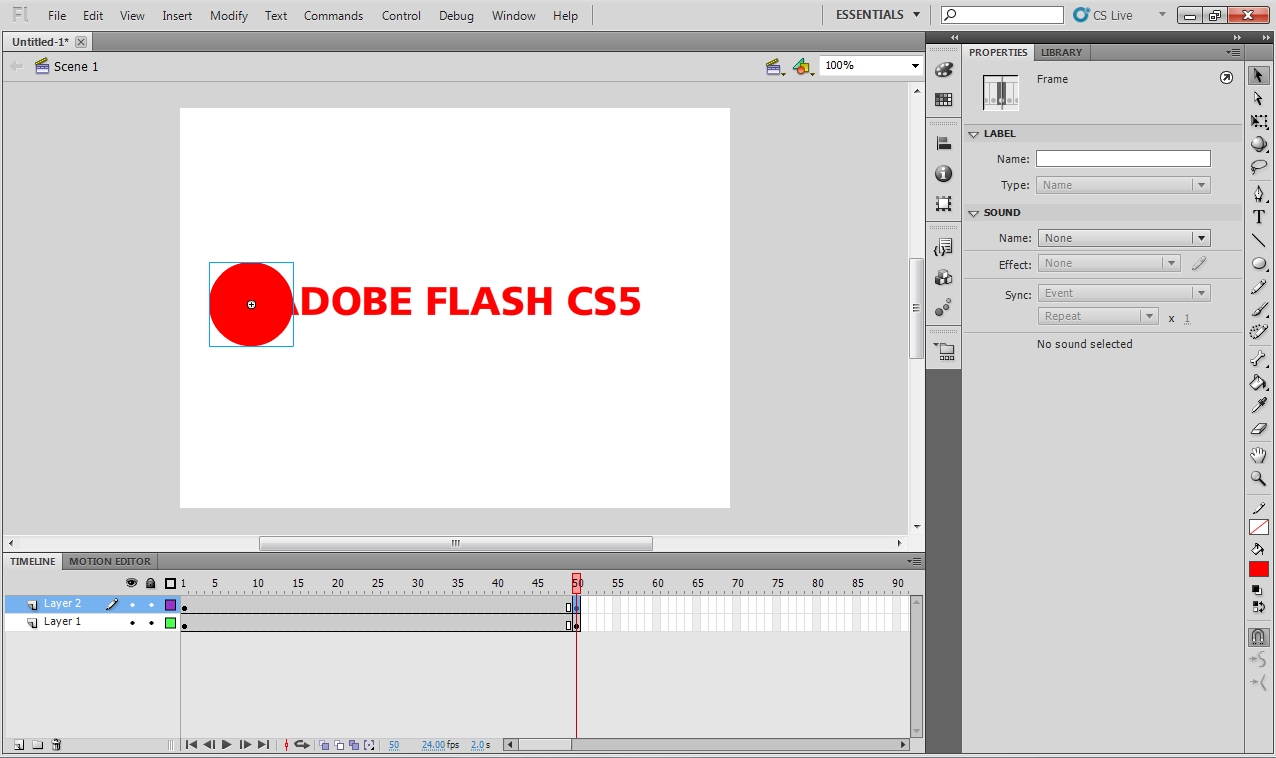 Fl File Edit View Insert Modify Text Commands Control Debug Window Help ESSENTIALS CS Live
Untitled-1*
Scene 1 100%
ADOBE FLASH CS5
PROPERTIES LIBRARY
Frame
LABEL
Name:
Type: Name
SOUND
Name: None
Effect: None
Sync: Event
Repeat x 1
No sound selected
TIMELINE MOTION EDITOR
1 5 10 15 20 25 30 35 40 45 50 55 60 65 70 75 80 85 90
Layer 2
Layer 1
50 24.00 fps 2.0 s